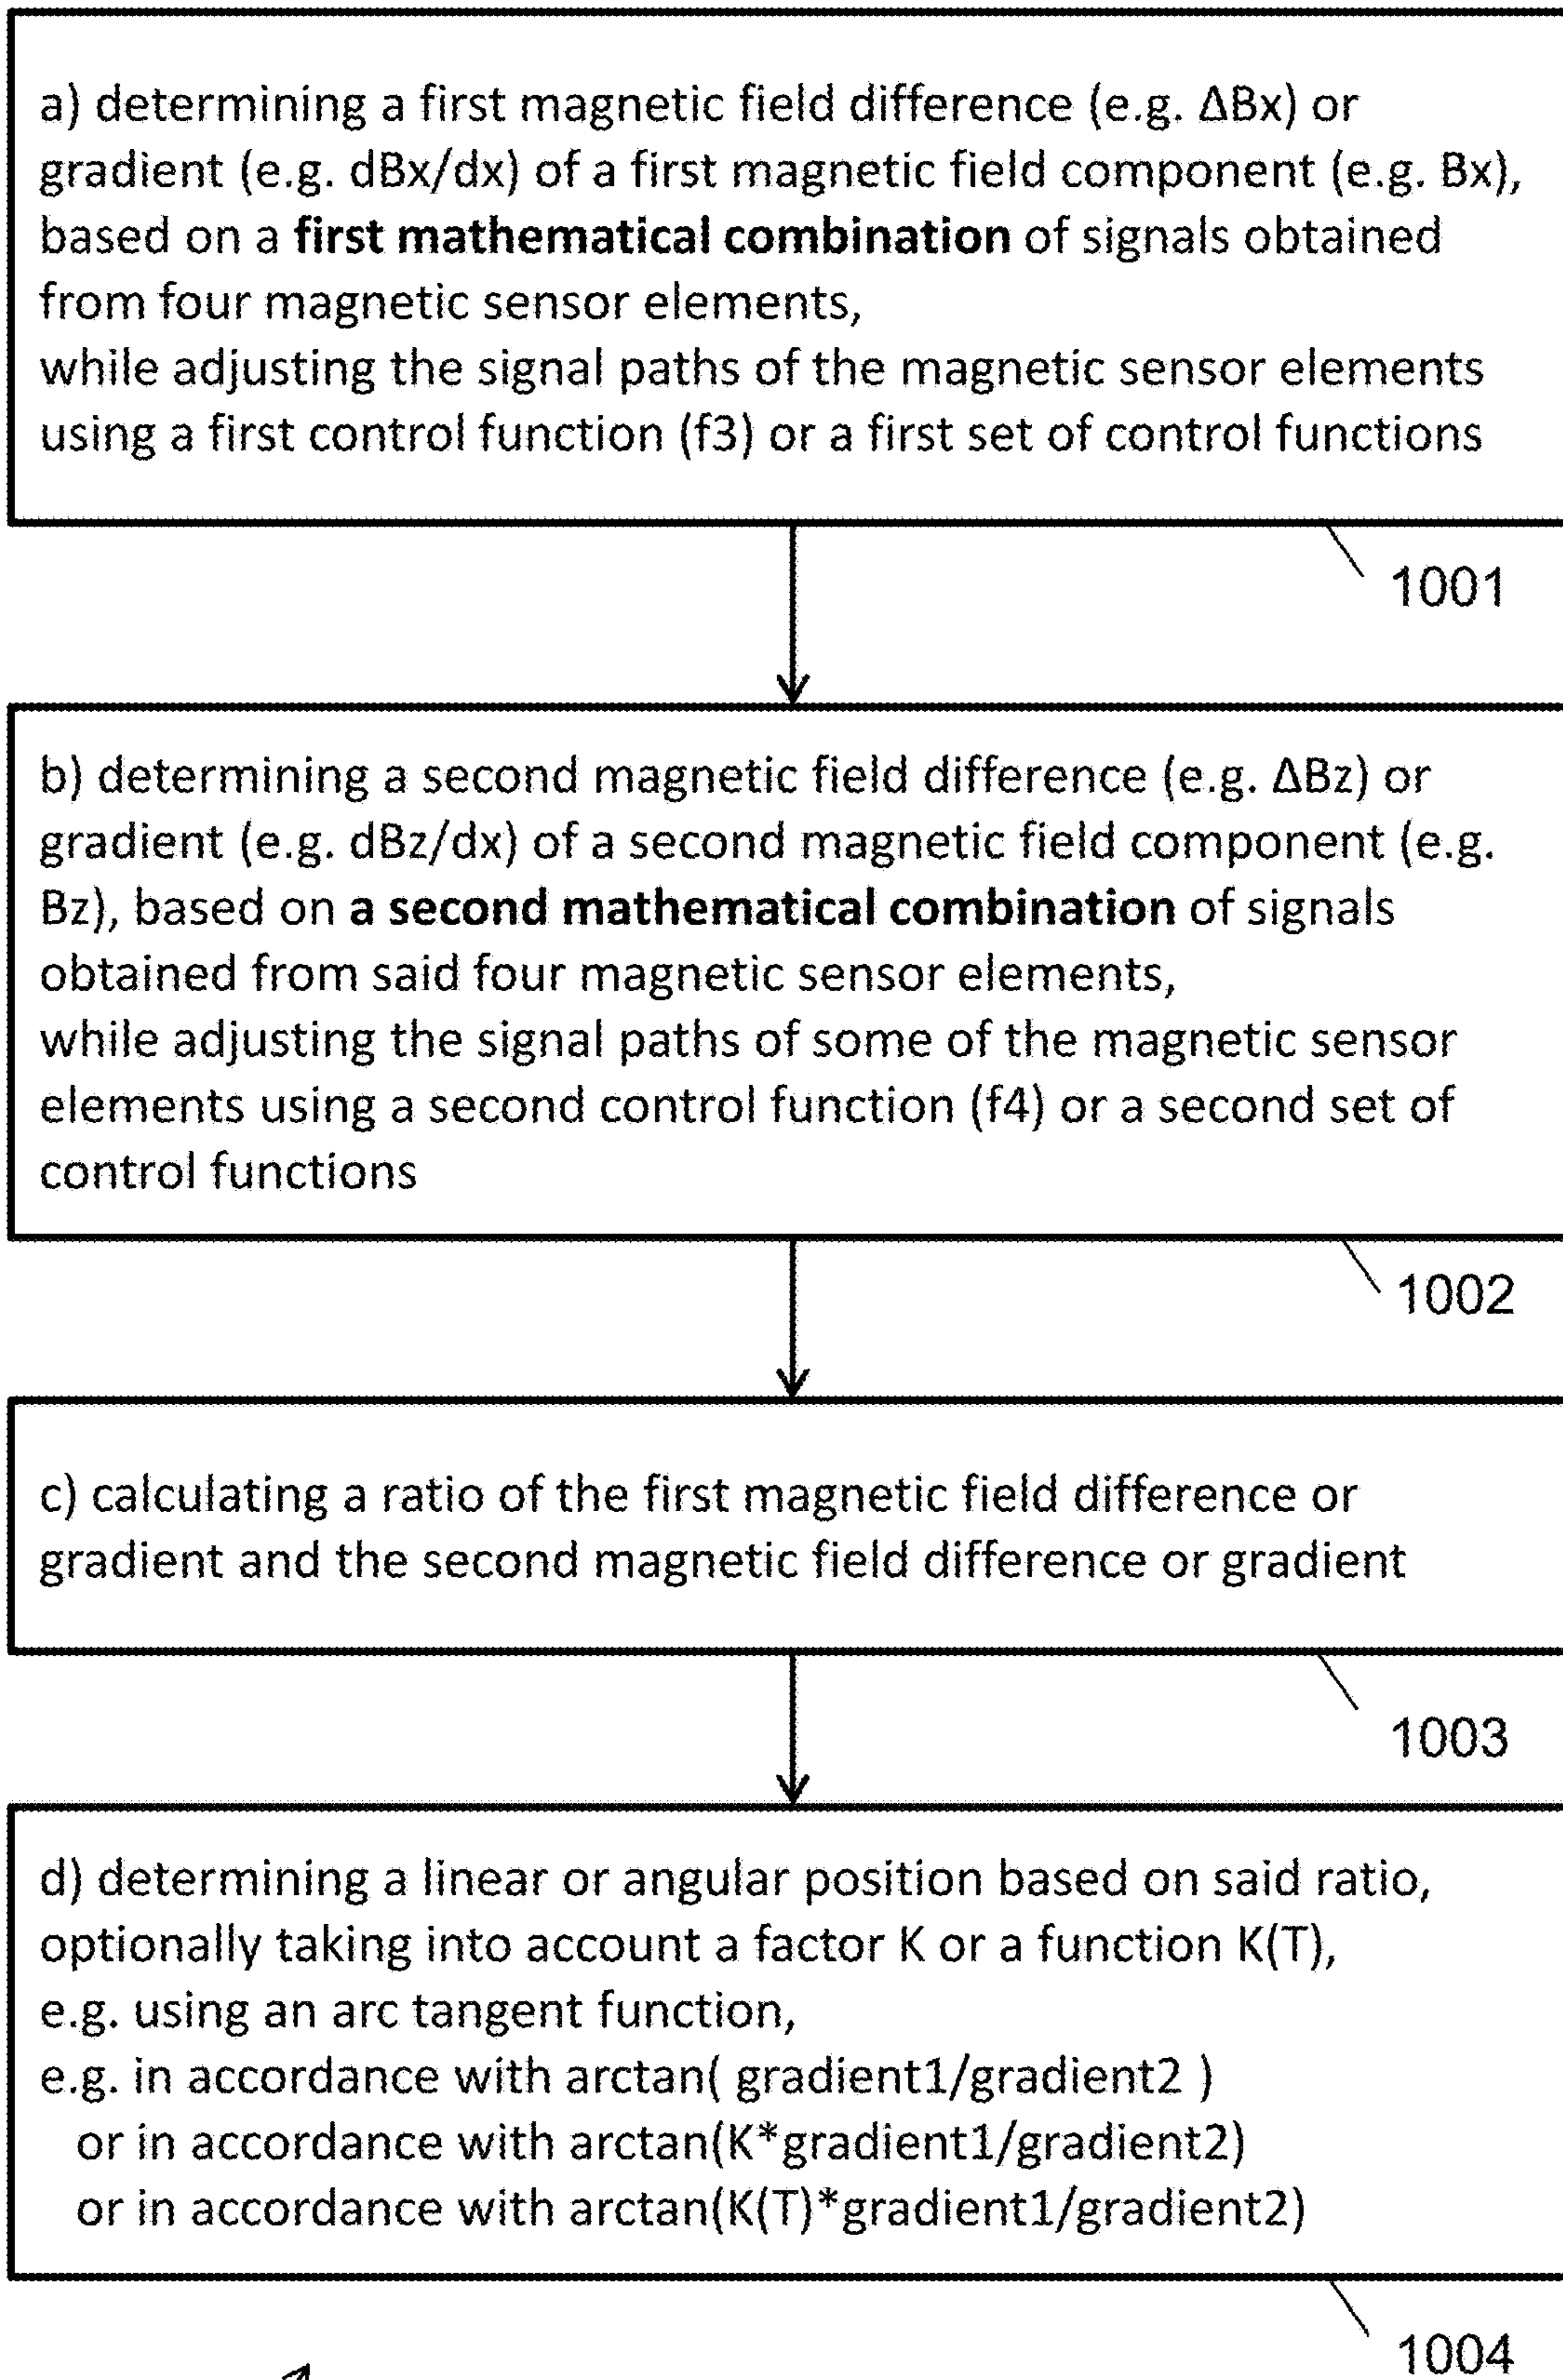 a) determining a first magnetic field difference (e.g. ΔBx) or
gradient (e.g. dBx/dx) of a first magnetic field component (e.g. Bx),
based on a first mathematical combination of signals obtained
from four magnetic sensor elements,
while adjusting the signal paths of the magnetic sensor elements
using a first control function (f3) or a first set of control functions
1001
b) determining a second magnetic field difference (e.g. ΔBz) or
gradient (e.g. dBz/dx) of a second magnetic field component (e.g.
Bz), based on a second mathematical combination of signals
obtained from said four magnetic sensor elements,
while adjusting the signal paths of some of the magnetic sensor
elements using a second control function (f4) or a second set of
control functions
1002
c) calculating a ratio of the first magnetic field difference or
gradient and the second magnetic field difference or gradient
1003
d) determining a linear or angular position based on said ratio,
optionally taking into account a factor K or a function K(T),
e.g. using an arc tangent function,
e.g. in accordance with arctan( gradient1/gradient2 )
or in accordance with arctan(K*gradient1/gradient2)
or in accordance with arctan(K(T)*gradient1/gradient2)
1004